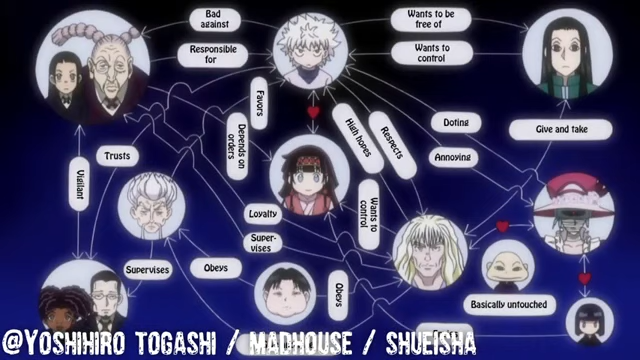 Bad
against
Wants to be
free of
Responsible
for
Wants to
control
Favors
Depends on
orders
High hopes
Respects
Doting
Give and take
Annoying
Trusts
Vigilant
Wants to
control
Loyalty
Super-
vises
Supervises
Obeys
Obeys
Basically untouched
@Yoshihiro Togashi / Madhouse / Shueisha